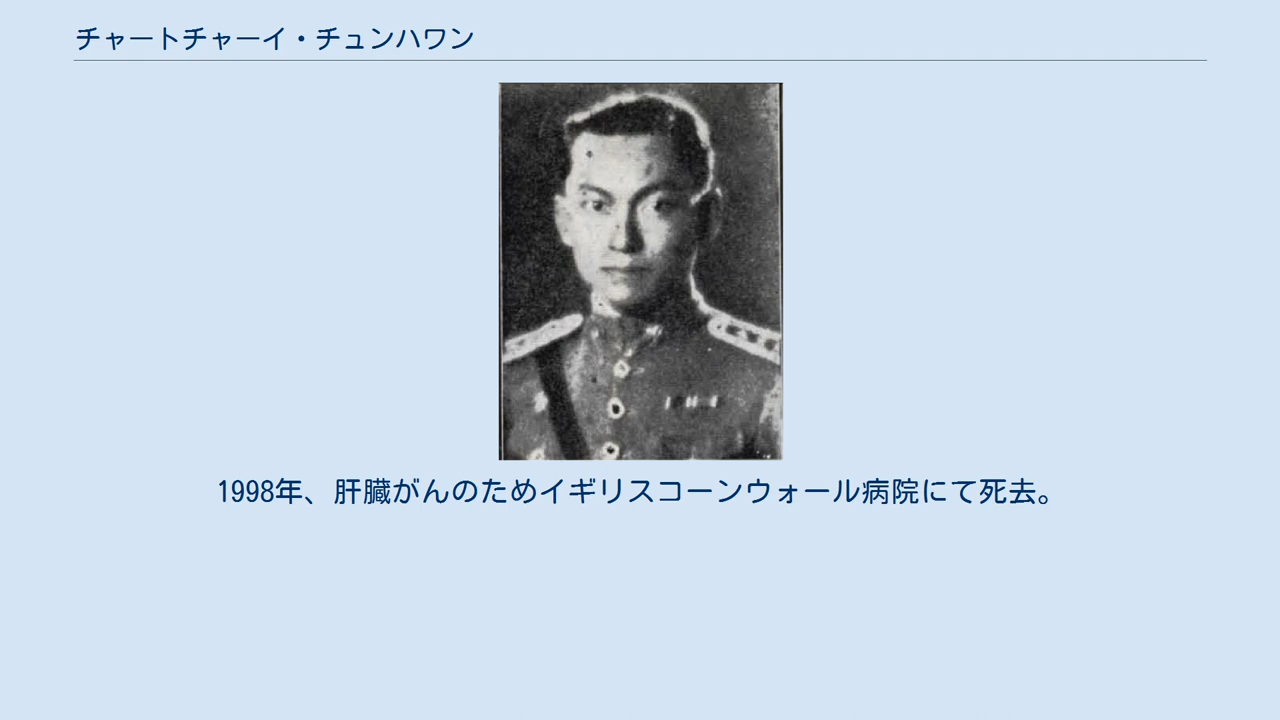 チャートチャーイ・チュンハワン
1998年、肝臓がんのためイギリスコーンウォール病院にて死去。